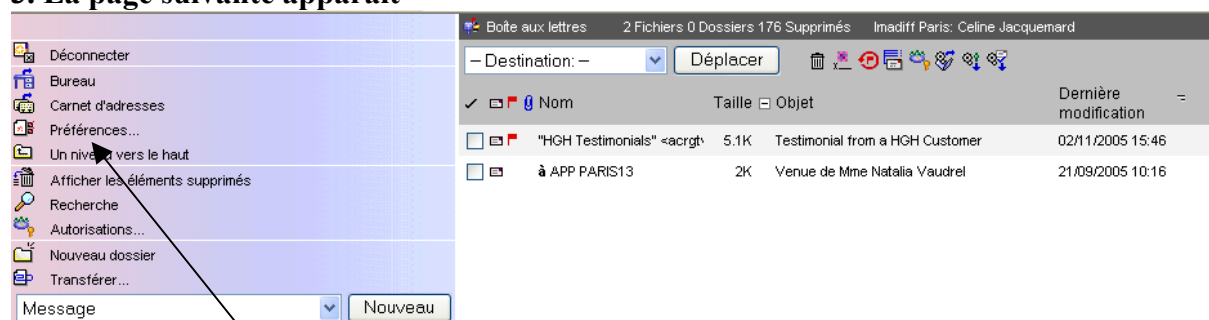 3. La page suivante apparaît
Boîte aux lettres 2 Fichiers 0 Dossiers 176 Supprimés Imadiff Paris: Celine Jacquemard
Déconnecter
– Destination: – Déplacer
Bureau
Carnet d'adresses
Nom Taille Objet Dernière modification
Préférences...
"HGH Testimonials" <acrgtv 5.1K Testimonial from a HGH Customer 02/11/2005 15:46
Un niveau vers le haut
à APP PARIS13 2K Venue de Mme Natalia Vaudrel 21/09/2005 10:16
Afficher les éléments supprimés
Recherche
Autorisations...
Nouveau dossier
Transférer...
Message Nouveau